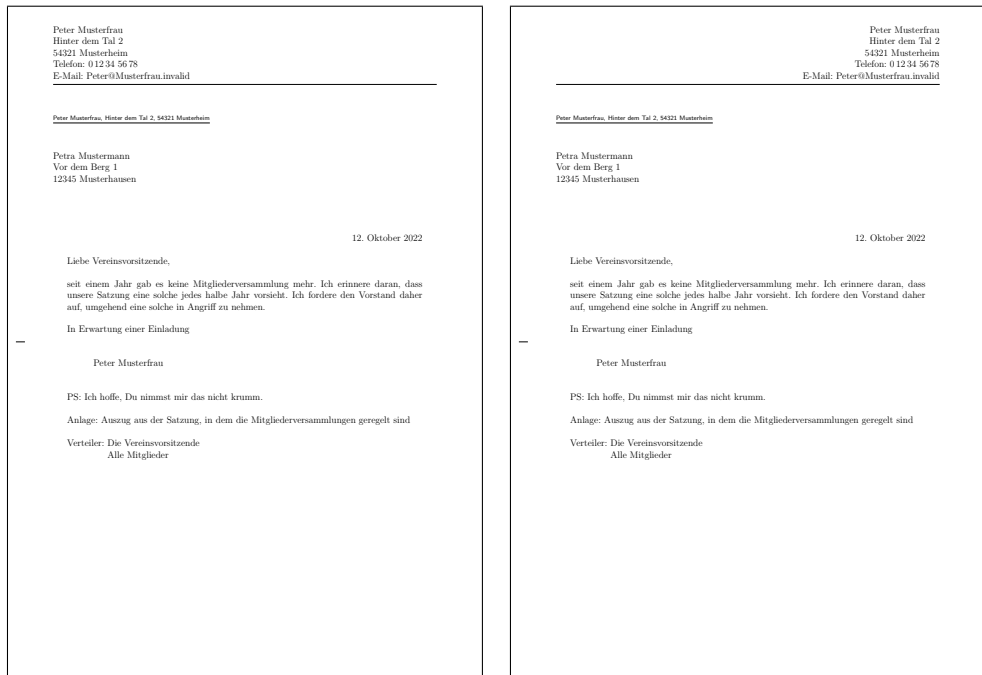 Peter Musterfrau
Hinter dem Tal 2
54321 Musterheim
Telefon: 0 12 34 56 78
E-Mail: Peter@Musterfrau.invalid
Peter Musterfrau, Hinter dem Tal 2, 54321 Musterheim
Petra Mustermann
Vor dem Berg 1
12345 Musterhausen
12. Oktober 2022
Liebe Vereinsvorsitzende,
seit einem Jahr gab es keine Mitgliederversammlung mehr. Ich erinnere daran, dass
unsere Satzung eine solche jedes halbe Jahr vorsieht. Ich fordere den Vorstand daher
auf, umgehend eine solche in Angriff zu nehmen.
In Erwartung einer Einladung
Peter Musterfrau
PS: Ich hoffe, Du nimmst mir das nicht krumm.
Anlage: Auszug aus der Satzung, in dem die Mitgliederversammlungen geregelt sind
Verteiler: Die Vereinsvorsitzende
Alle Mitglieder
Peter Musterfrau
Hinter dem Tal 2
54321 Musterheim
Telefon: 0 12 34 56 78
E-Mail: Peter@Musterfrau.invalid
Peter Musterfrau, Hinter dem Tal 2, 54321 Musterheim
Petra Mustermann
Vor dem Berg 1
12345 Musterhausen
12. Oktober 2022
Liebe Vereinsvorsitzende,
seit einem Jahr gab es keine Mitgliederversammlung mehr. Ich erinnere daran, dass
unsere Satzung eine solche jedes halbe Jahr vorsieht. Ich fordere den Vorstand daher
auf, umgehend eine solche in Angriff zu nehmen.
In Erwartung einer Einladung
Peter Musterfrau
PS: Ich hoffe, Du nimmst mir das nicht krumm.
Anlage: Auszug aus der Satzung, in dem die Mitgliederversammlungen geregelt sind
Verteiler: Die Vereinsvorsitzende
Alle Mitglieder